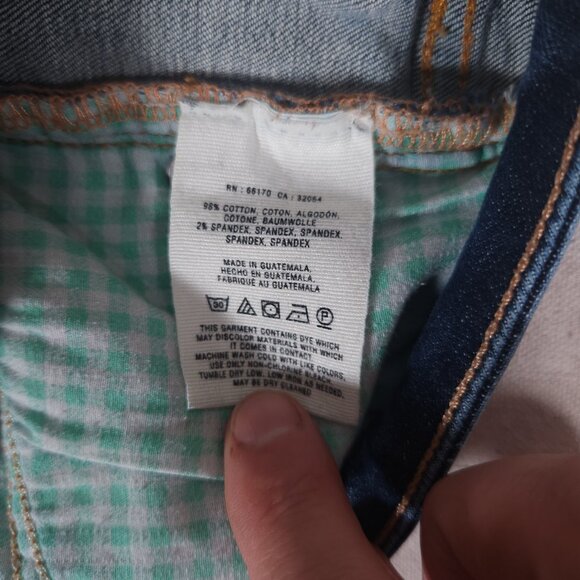 RN : 66170 CA : 32064
98% COTTON, COTON, ALGODÓN,
COTONE, BAUMWOLLE
2% SPANDEX, SPANDEX, SPANDEX,
SPANDEX, SPANDEX
MADE IN GUATEMALA,
HECHO EN GUATEMALA,
FABRIQUÉ AU GUATEMALA
30 P
THIS GARMENT CONTAINS DYE WHICH
MAY DISCOLOR MATERIALS WITH WHICH
IT COMES IN CONTACT
MACHINE WASH COLD WITH LIKE COLORS,
USE ONLY NON-CHLORINE BLEACH,
TUMBLE DRY LOW. LOW IRON AS NEEDED,
MAY BE DRY CLEANED